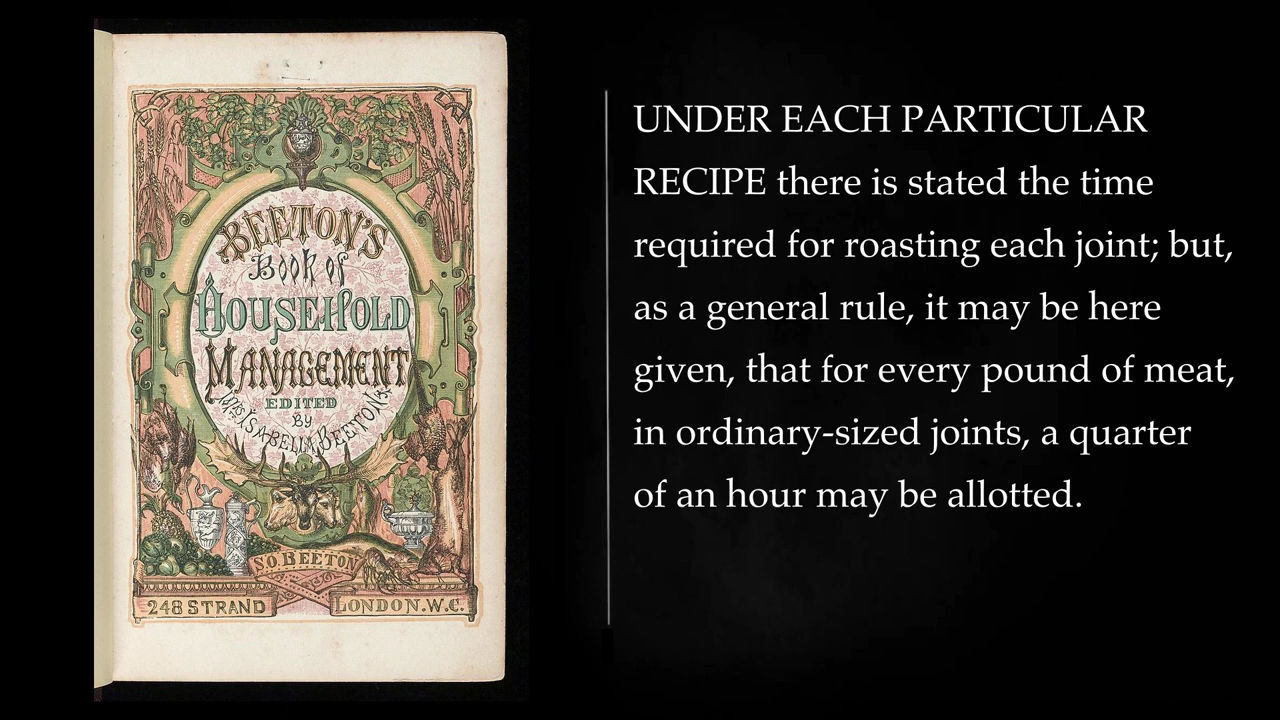 BEETON'S
Book of
HOUSEHOLD
MANAGEMENT
EDITED
BY
MRS ISABELLA BEETON
S.O. BEETON
248 STRAND
LONDON. W.C.
UNDER EACH PARTICULAR
RECIPE there is stated the time
required for roasting each joint; but,
as a general rule, it may be here
given, that for every pound of meat,
in ordinary-sized joints, a quarter
of an hour may be allotted.